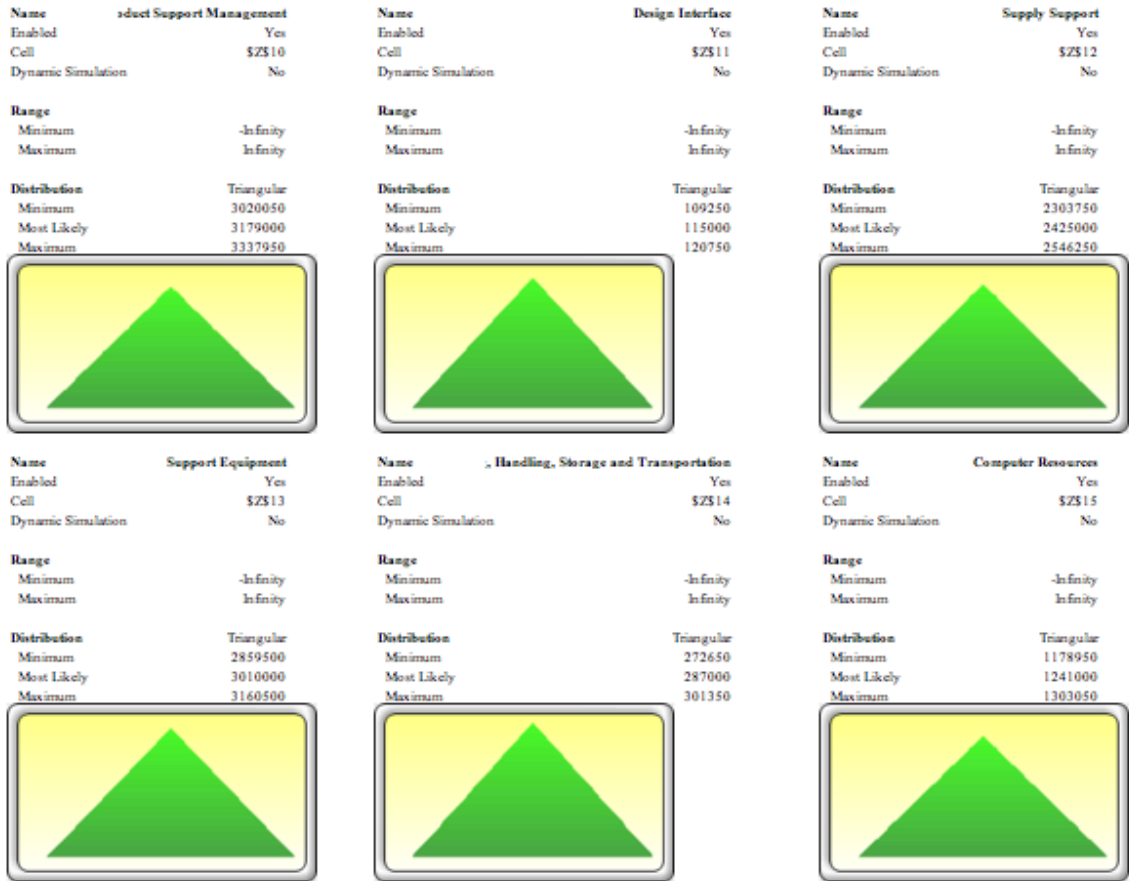 Name oduct Support Management
Enabled Yes
Cell $Z$10
Dynamic Simulation No
Range
Minimum -Infinity
Maximum Infinity
Distribution Triangular
Minimum 3020050
Most Likely 3179000
Maximum 3337950
Name Design Interface
Enabled Yes
Cell $Z$11
Dynamic Simulation No
Range
Minimum -Infinity
Maximum Infinity
Distribution Triangular
Minimum 109250
Most Likely 115000
Maximum 120750
Name Supply Support
Enabled Yes
Cell $Z$12
Dynamic Simulation No
Range
Minimum -Infinity
Maximum Infinity
Distribution Triangular
Minimum 2303750
Most Likely 2425000
Maximum 2546250
Name Support Equipment
Enabled Yes
Cell $Z$13
Dynamic Simulation No
Range
Minimum -Infinity
Maximum Infinity
Distribution Triangular
Minimum 2859500
Most Likely 3010000
Maximum 3160500
Name , Handling, Storage and Transportation
Enabled Yes
Cell $Z$14
Dynamic Simulation No
Range
Minimum -Infinity
Maximum Infinity
Distribution Triangular
Minimum 272650
Most Likely 287000
Maximum 301350
Name Computer Resources
Enabled Yes
Cell $Z$15
Dynamic Simulation No
Range
Minimum -Infinity
Maximum Infinity
Distribution Triangular
Minimum 1178950
Most Likely 1241000
Maximum 1303050